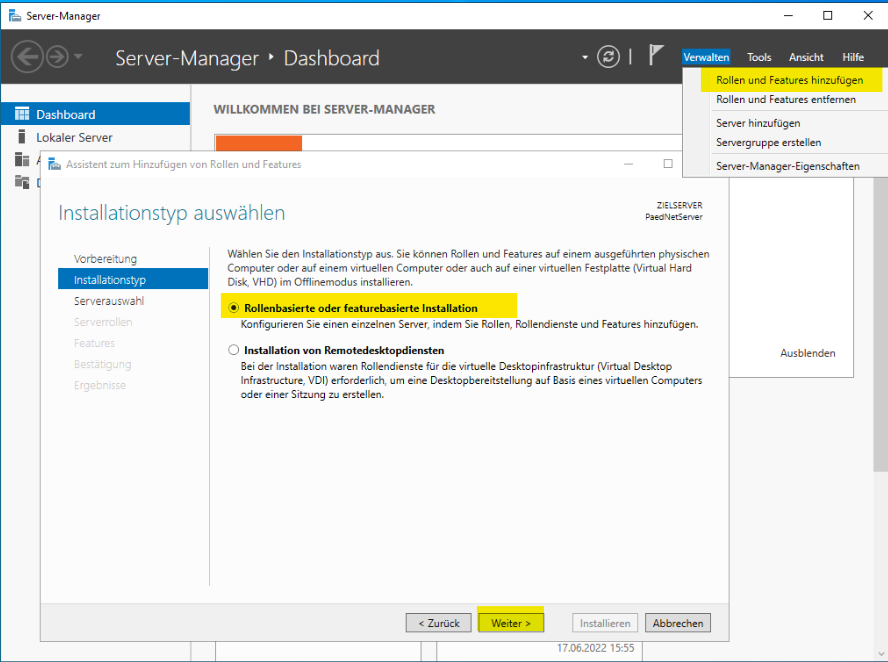 Server-Manager
Server-Manager ‣ Dashboard
Verwalten Tools Ansicht Hilfe
Rollen und Features hinzufügen
Rollen und Features entfernen
Server hinzufügen
Servergruppe erstellen
Server-Manager-Eigenschaften
Dashboard
Lokaler Server
WILLKOMMEN BEI SERVER-MANAGER
Assistent zum Hinzufügen von Rollen und Features
Installationstyp auswählen
ZIELSERVER
PaedNetServer
Vorbereitung
Installationstyp
Serverauswahl
Serverrollen
Features
Bestätigung
Ergebnisse
Wählen Sie den Installationstyp aus. Sie können Rollen und Features auf einem ausgeführten physischen
Computer oder auf einem virtuellen Computer oder auch auf einer virtuellen Festplatte (Virtual Hard
Disk, VHD) im Offlinemodus installieren.
Rollenbasierte oder featurebasierte Installation
Konfigurieren Sie einen einzelnen Server, indem Sie Rollen, Rollendienste und Features hinzufügen.
Installation von Remotedesktopdiensten
Bei der Installation waren Rollendienste für die virtuelle Desktopinfrastruktur (Virtual Desktop
Infrastructure, VDI) erforderlich, um eine Desktopbereitstellung auf Basis eines virtuellen Computers
oder einer Sitzung zu erstellen.
Ausblenden
< Zurück Weiter > Installieren Abbrechen
17.06.2022 15:55